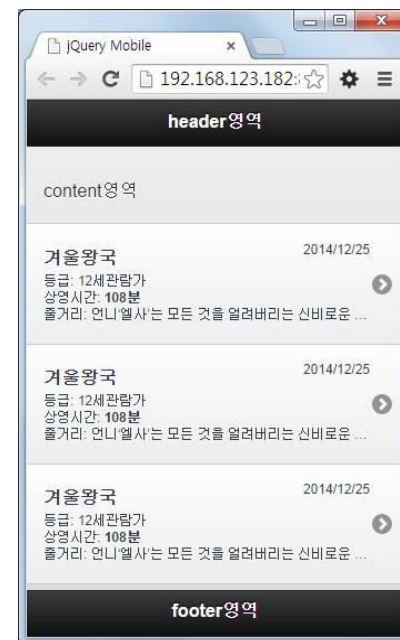 jQuery Mobile
192.168.123.182:
header영역
content영역
겨울왕국
2014/12/25
등급: 12세관람가
상영시간: 108분
줄거리: 언니'엘사'는 모든 것을 얼려버리는 신비로운 ...
겨울왕국
2014/12/25
등급: 12세관람가
상영시간: 108분
줄거리: 언니'엘사'는 모든 것을 얼려버리는 신비로운 ...
겨울왕국
2014/12/25
등급: 12세관람가
상영시간: 108분
줄거리: 언니'엘사'는 모든 것을 얼려버리는 신비로운 ...
footer영역